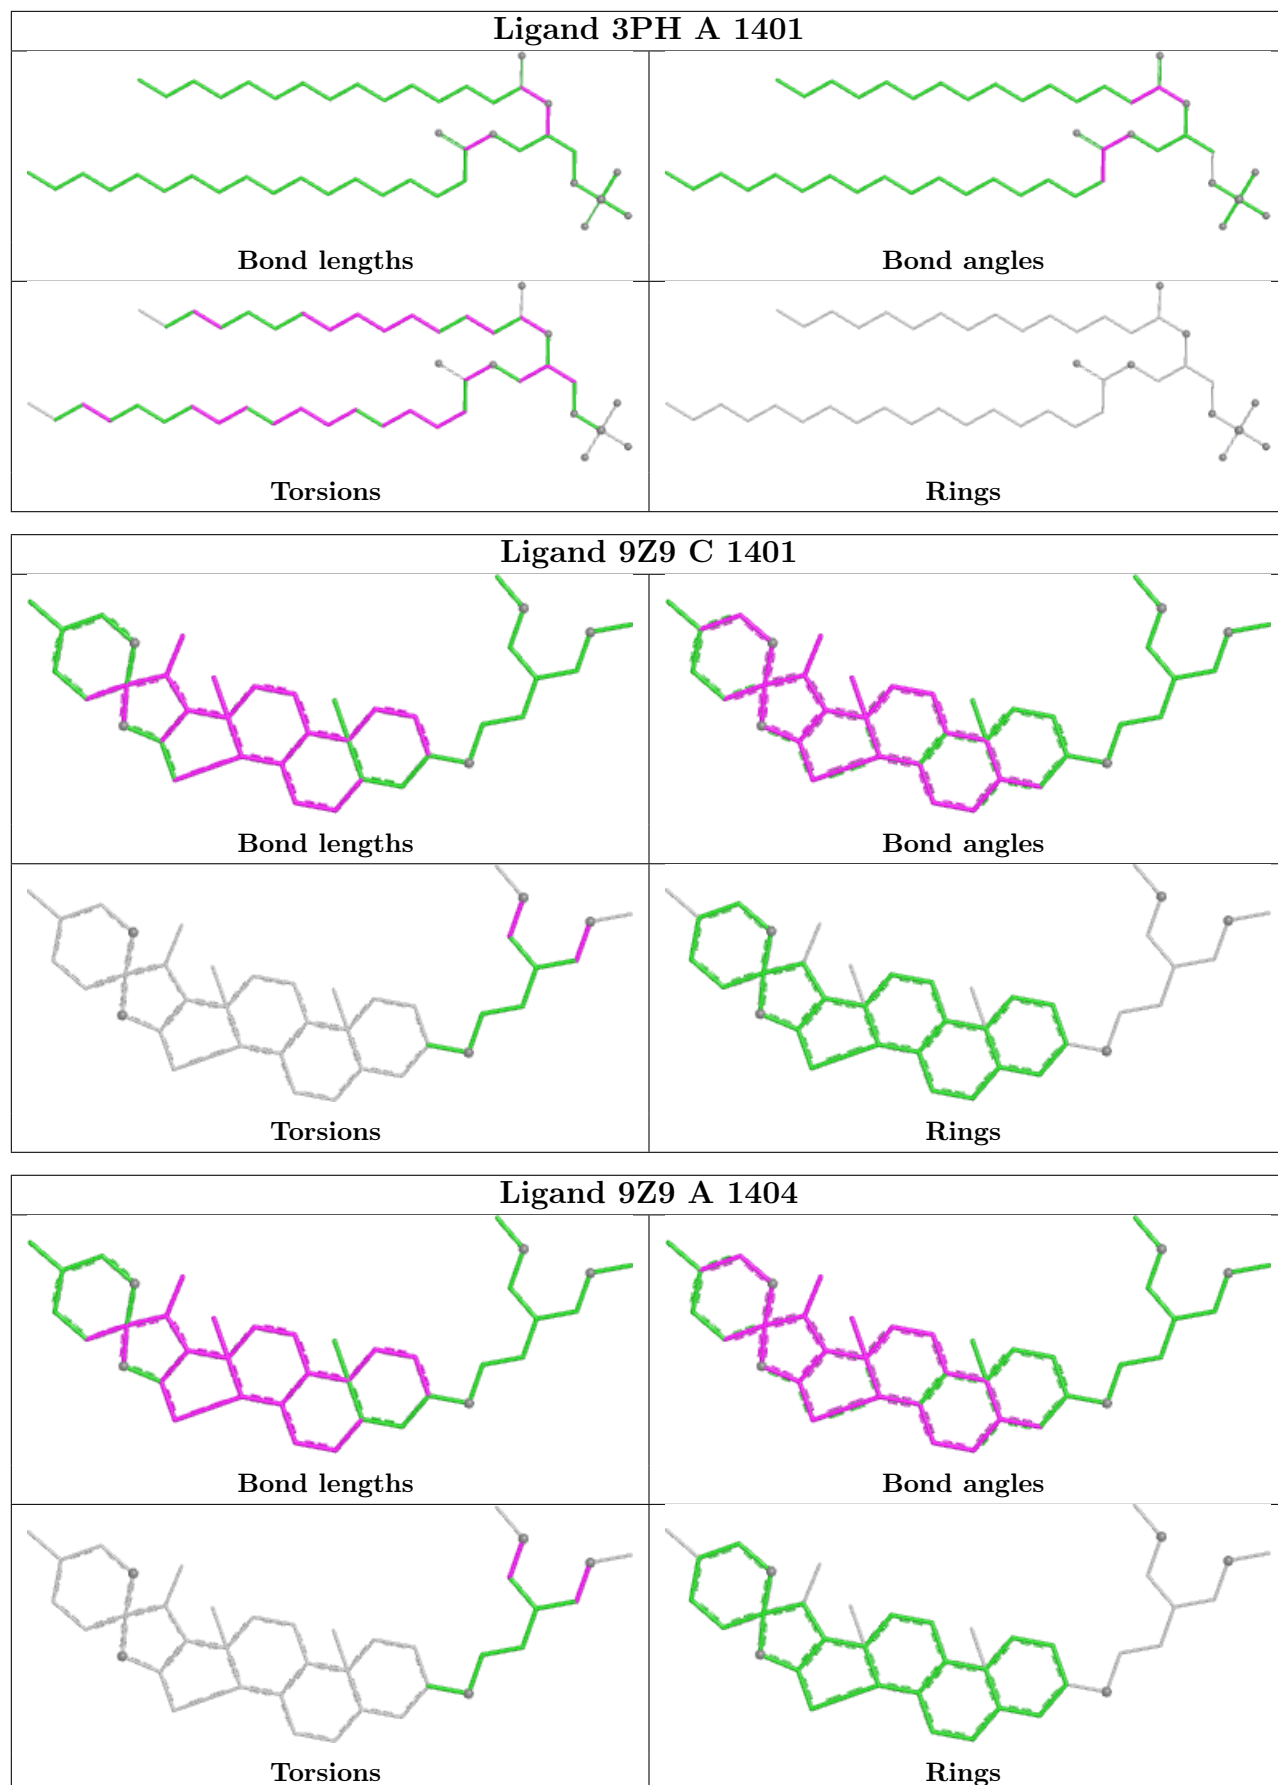 Ligand 3PH A 1401
Bond lengths
Bond angles
Torsions
Rings
Ligand 9Z9 C 1401
Bond lengths
Bond angles
Torsions
Rings
Ligand 9Z9 A 1404
Bond lengths
Bond angles
Torsions
Rings